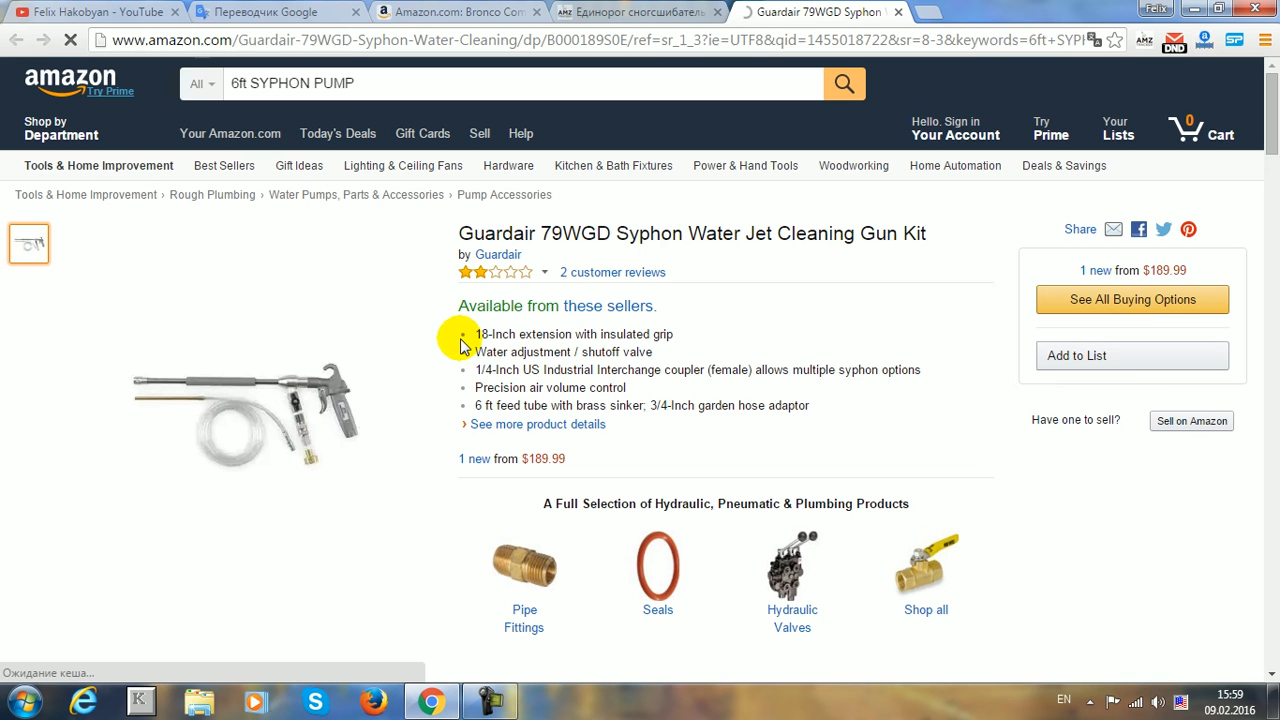 Felix Hakobyan - YouTube
Переводчик Google
Amazon.com: Bronco Com
Единорог сногсшибатель
Guardair 79WGD Syphon
Felix
www.amazon.com/Guardair-79WGD-Syphon-Water-Cleaning/dp/B000189S0E/ref=sr_1_3?ie=UTF8&qid=1455018722&sr=8-3&keywords=6ft+SYPI
DND
SP
amazon
Try Prime
All
6ft SYPHON PUMP
Shop by
Department
Your Amazon.com
Today's Deals
Gift Cards
Sell
Help
Hello. Sign in
Your Account
Try
Prime
Your
Lists
0
Cart
Tools & Home Improvement
Best Sellers
Gift Ideas
Lighting & Ceiling Fans
Hardware
Kitchen & Bath Fixtures
Power & Hand Tools
Woodworking
Home Automation
Deals & Savings
Tools & Home Improvement › Rough Plumbing › Water Pumps, Parts & Accessories › Pump Accessories
Guardair 79WGD Syphon Water Jet Cleaning Gun Kit
by Guardair
2 customer reviews
Available from these sellers.
18-Inch extension with insulated grip
Water adjustment / shutoff valve
1/4-Inch US Industrial Interchange coupler (female) allows multiple syphon options
Precision air volume control
6 ft feed tube with brass sinker; 3/4-Inch garden hose adaptor
› See more product details
1 new from $189.99
Share
1 new from $189.99
See All Buying Options
Add to List
Have one to sell?
Sell on Amazon
A Full Selection of Hydraulic, Pneumatic & Plumbing Products
Pipe
Fittings
Seals
Hydraulic
Valves
Shop all
Ожидание кеша...
EN
15:59
09.02.2016